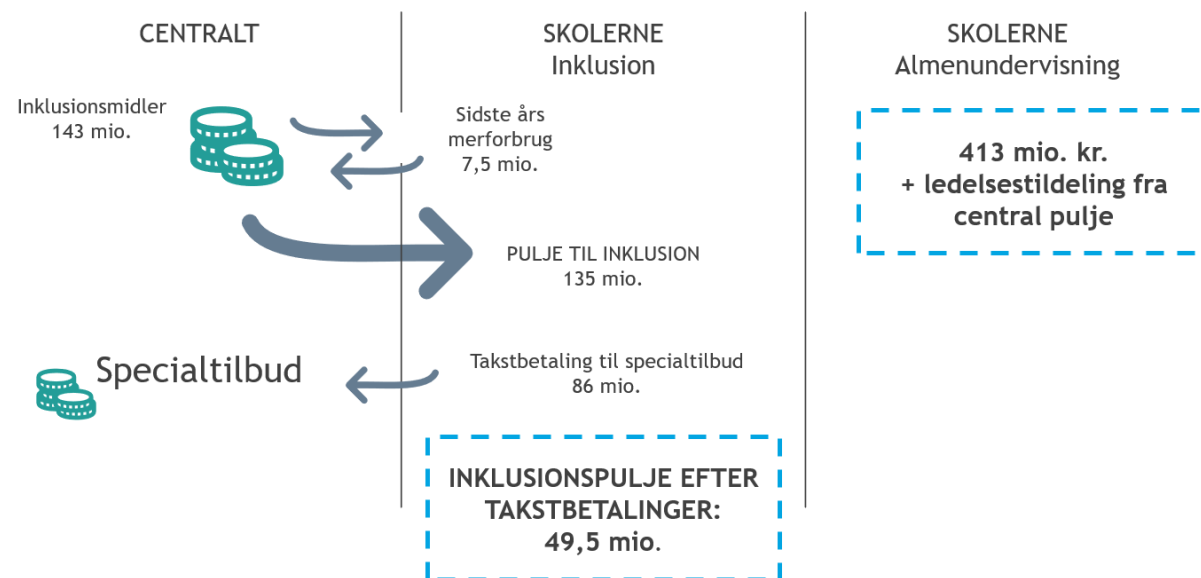 CENTRALT
Inklusionsmidler
143 mio.
Specialtilbud
SKOLERNE
Inklusion
Sidste års
merforbrug
7,5 mio.
PULJE TIL INKLUSION
135 mio.
Takstbetaling til specialtilbud
86 mio.
INKLUSIONSPULJE EFTER
TAKSTBETALINGER:
49,5 mio.
SKOLERNE
Almenundervisning
413 mio. kr.
+ ledelsestildeling fra
central pulje